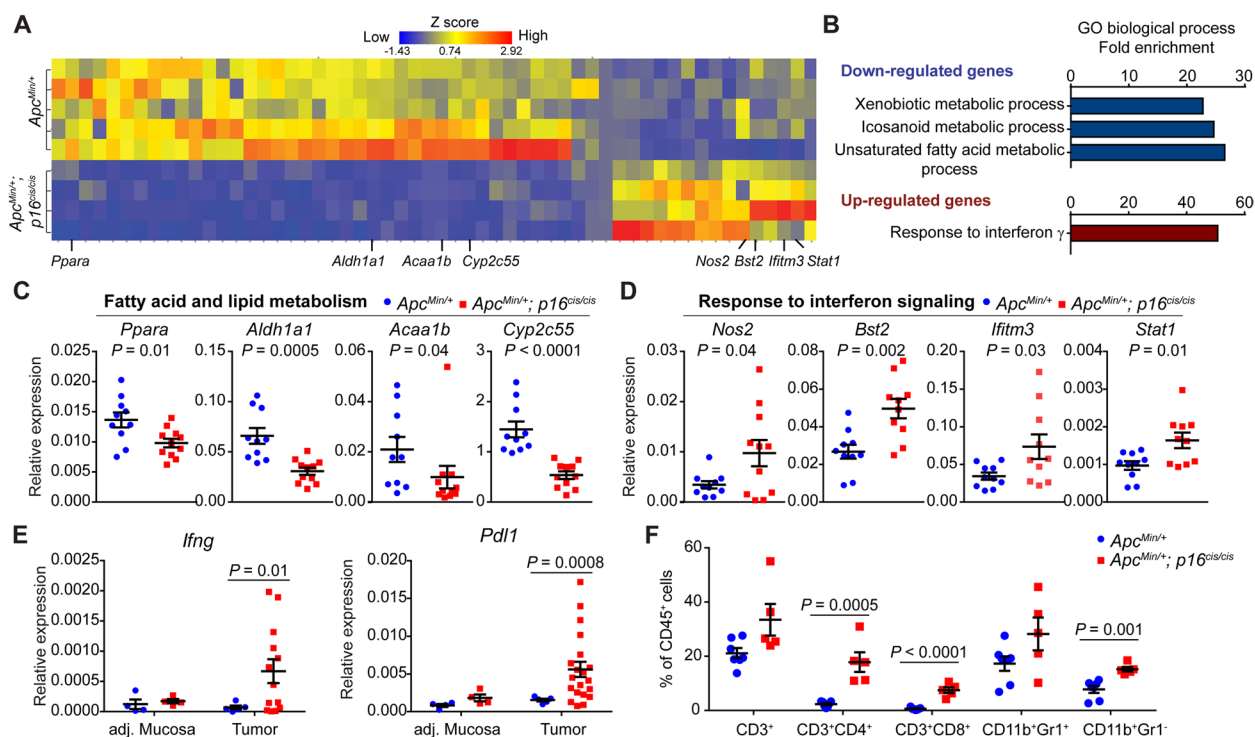 A
Z score
Low
High
-1.43
0.74
2.92
Apc^Min/+
Apc^Min/+;
p16^cis/cis
Ppara
Aldh1a1
Acaa1b
Cyp2c55
Nos2
Bst2
Ifitm3
Stat1
B
GO biological process
Fold enrichment
Down-regulated genes
0 10 20 30
Xenobiotic metabolic process
Icosanoid metabolic process
Unsaturated fatty acid metabolic
process
Up-regulated genes
0 20 40 60
Response to interferon γ
C
Fatty acid and lipid metabolism
Apc^Min/+
Apc^Min/+; p16^cis/cis
Relative expression
Ppara
P = 0.01
0.025
0.020
0.015
0.010
0.005
0.000
Aldh1a1
P = 0.0005
0.15
0.10
0.05
0.00
Acaa1b
P = 0.04
0.06
0.04
0.02
0.00
Cyp2c55
P < 0.0001
3
2
1
0
D
Response to interferon signaling
Apc^Min/+
Apc^Min/+; p16^cis/cis
Relative expression
Nos2
P = 0.04
0.03
0.02
0.01
0.00
Bst2
P = 0.002
0.08
0.06
0.04
0.02
0.00
Ifitm3
P = 0.03
0.20
0.15
0.10
0.05
0.00
Stat1
P = 0.01
0.004
0.003
0.002
0.001
0.000
E
Ifng
Relative expression
0.0025
0.0020
0.0015
0.0010
0.0005
0.0000
P = 0.01
adj. Mucosa
Tumor
Pdl1
Relative expression
0.020
0.015
0.010
0.005
0.000
P = 0.0008
adj. Mucosa
Tumor
F
Apc^Min/+
Apc^Min/+; p16^cis/cis
% of CD45⁺ cells
60
40
20
0
P = 0.0005
P < 0.0001
P = 0.001
CD3⁺
CD3⁺CD4⁺
CD3⁺CD8⁺
CD11b⁺Gr1⁺
CD11b⁺Gr1⁻